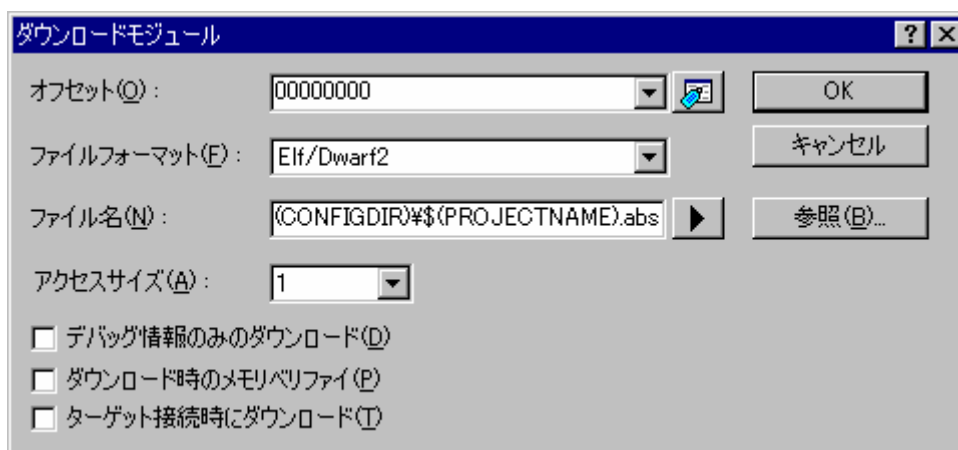 ダウンロードモジュール
オフセット(O) : 00000000 OK
ファイルフォーマット(F) : Elf/Dwarf2 キャンセル
ファイル名(N) : (CONFIGDIR)¥$(PROJECTNAME).abs 参照(B)...
アクセスサイズ(A) : 1
デバッグ情報のみのダウンロード(D)
ダウンロード時のメモリベリファイ(P)
ターゲット接続時にダウンロード(T)